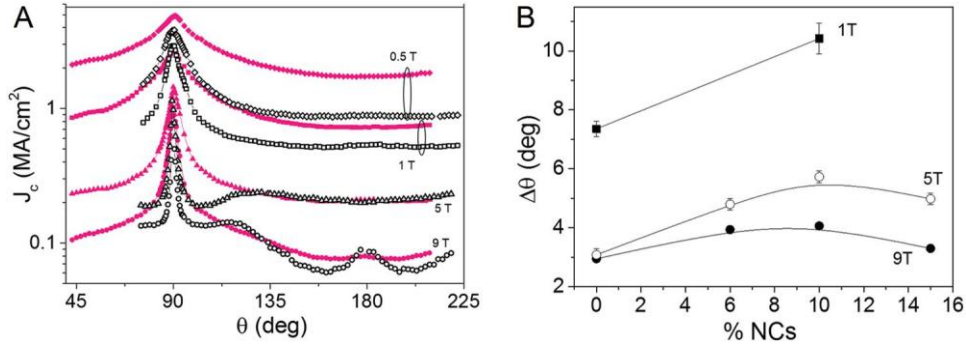 A
J_c (MA/cm²)
1
0.1
0.5 T
1 T
5 T
9 T
45 90 135 180 225
θ (deg)
B
Δθ (deg)
10
8
6
4
2
1T
5T
9T
0 2 4 6 8 10 12 14 16
% NCs